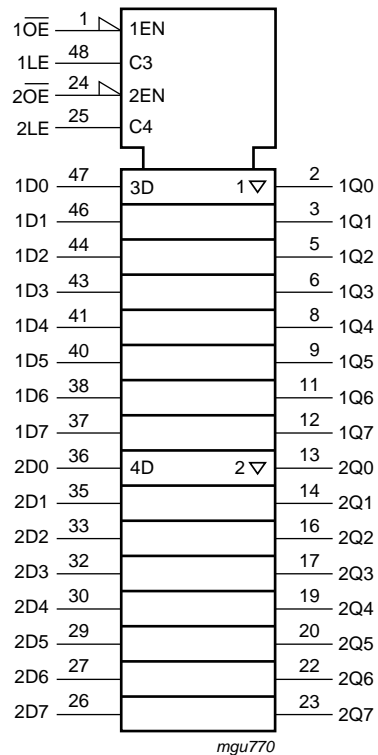 1OE 1 1EN
1LE 48 C3
2OE 24 2EN
2LE 25 C4
1D0 47 3D 1▽ 2 1Q0
1D1 46 3 1Q1
1D2 44 5 1Q2
1D3 43 6 1Q3
1D4 41 8 1Q4
1D5 40 9 1Q5
1D6 38 11 1Q6
1D7 37 12 1Q7
2D0 36 4D 2▽ 13 2Q0
2D1 35 14 2Q1
2D2 33 16 2Q2
2D3 32 17 2Q3
2D4 30 19 2Q4
2D5 29 20 2Q5
2D6 27 22 2Q6
2D7 26 23 2Q7
mgu770